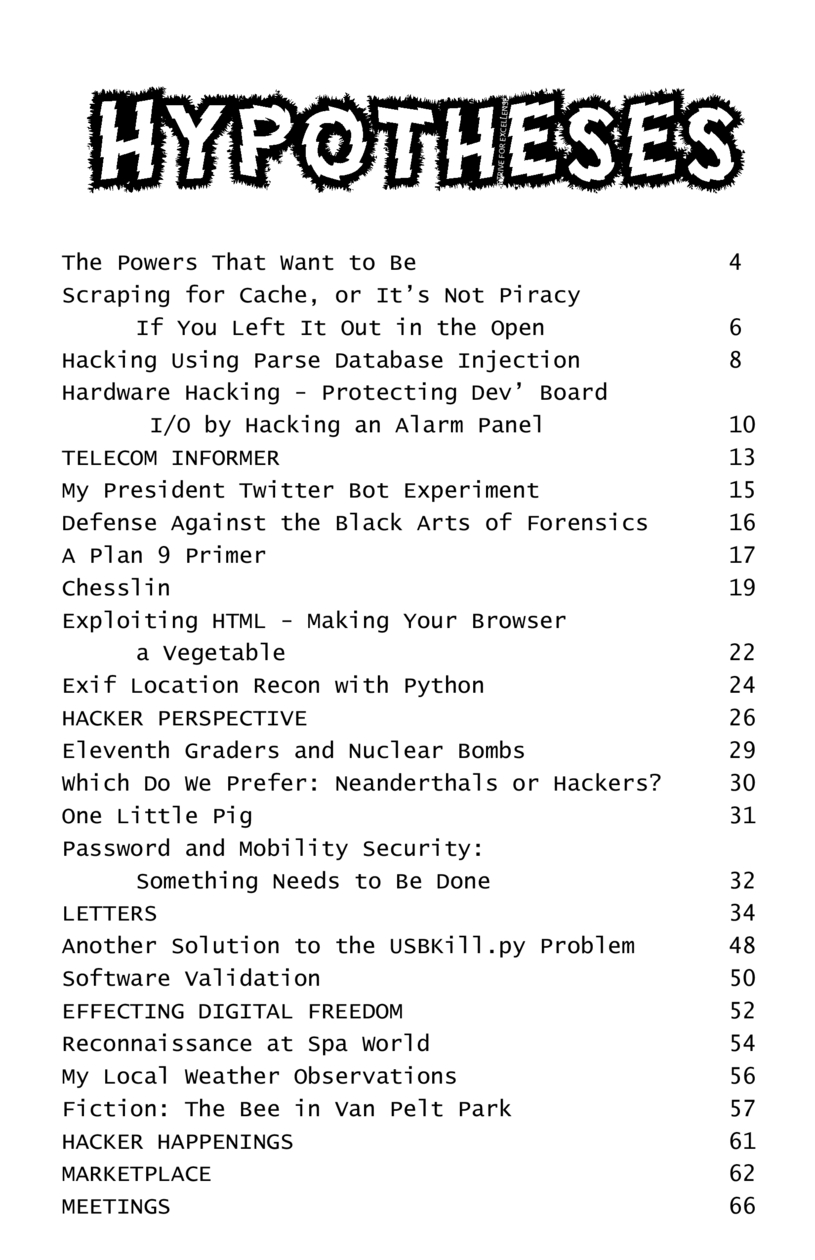 HYPOTHESES
STRIVE FOR EXCELLENCE
The Powers That Want to Be 4
Scraping for Cache, or It’s Not Piracy
If You Left It Out in the Open 6
Hacking Using Parse Database Injection 8
Hardware Hacking - Protecting Dev’ Board
I/O by Hacking an Alarm Panel 10
TELECOM INFORMER 13
My President Twitter Bot Experiment 15
Defense Against the Black Arts of Forensics 16
A Plan 9 Primer 17
Chesslin 19
Exploiting HTML - Making Your Browser
a Vegetable 22
Exif Location Recon with Python 24
HACKER PERSPECTIVE 26
Eleventh Graders and Nuclear Bombs 29
Which Do We Prefer: Neanderthals or Hackers? 30
One Little Pig 31
Password and Mobility Security:
Something Needs to Be Done 32
LETTERS 34
Another Solution to the USBKill.py Problem 48
Software Validation 50
EFFECTING DIGITAL FREEDOM 52
Reconnaissance at Spa World 54
My Local Weather Observations 56
Fiction: The Bee in Van Pelt Park 57
HACKER HAPPENINGS 61
MARKETPLACE 62
MEETINGS 66